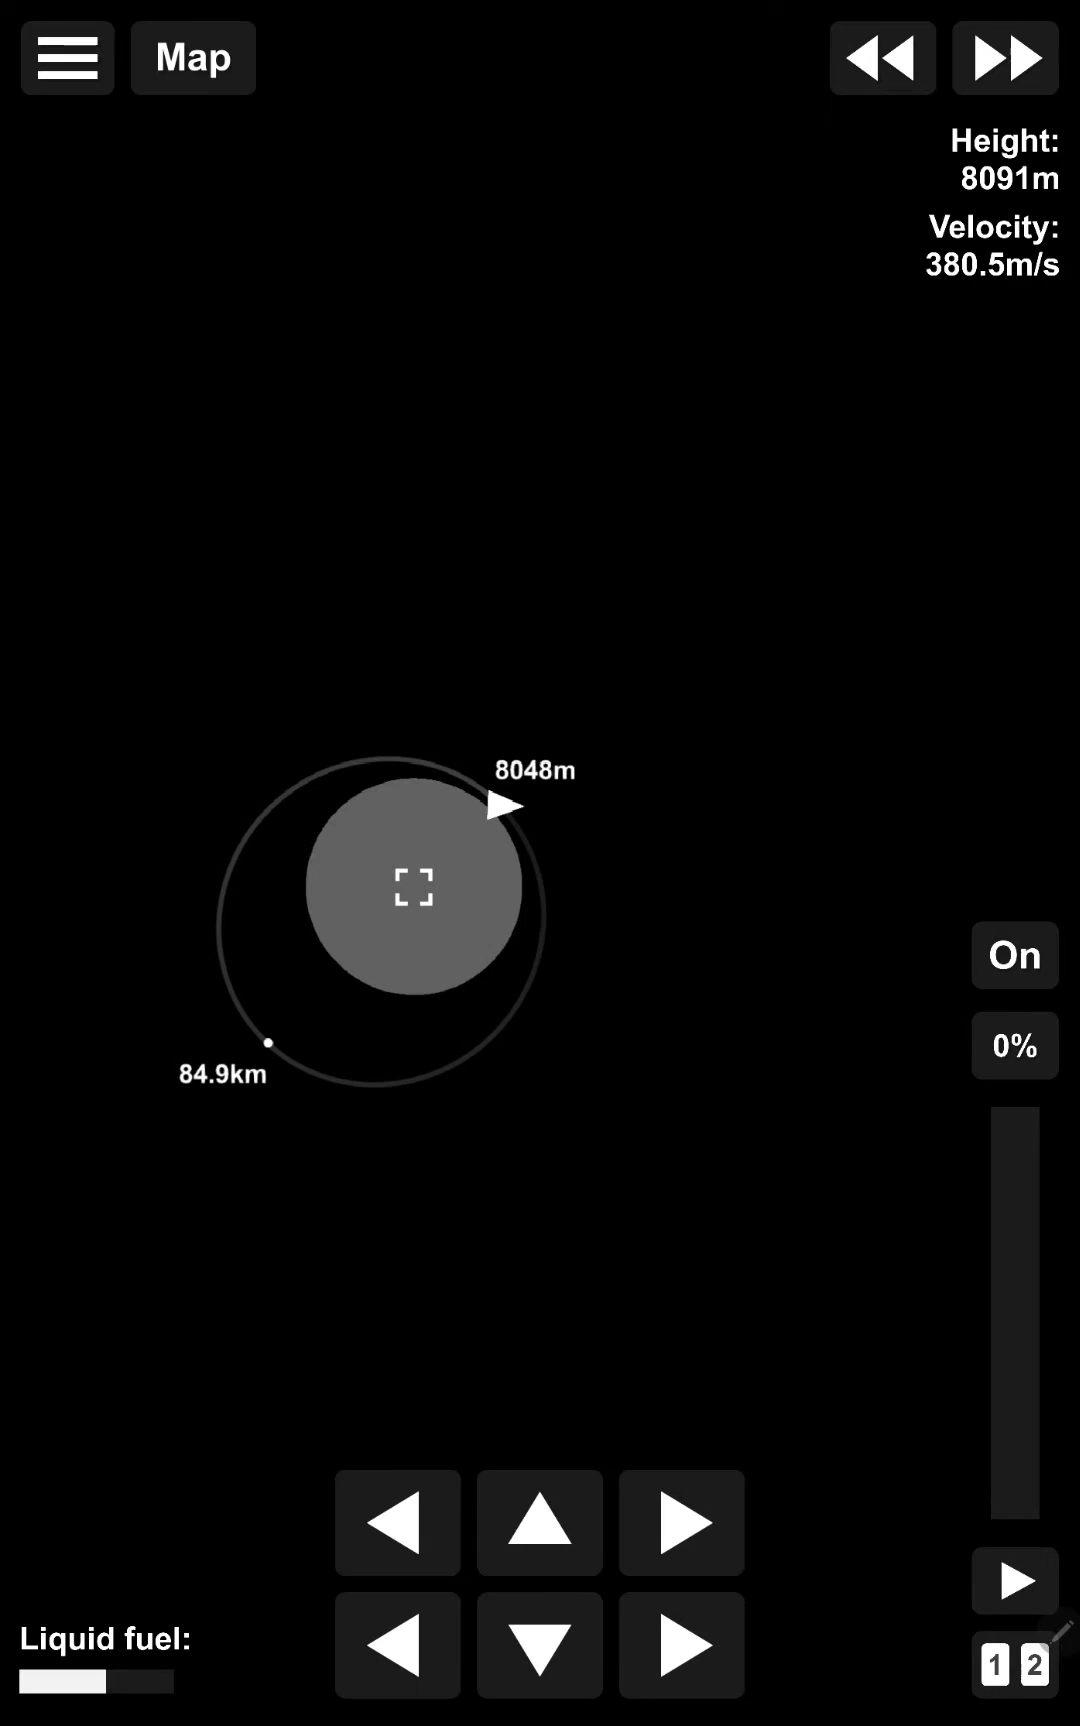 Map
Height:
8091m
Velocity:
380.5m/s
8048m
84.9km
On
0%
Liquid fuel:
1 2